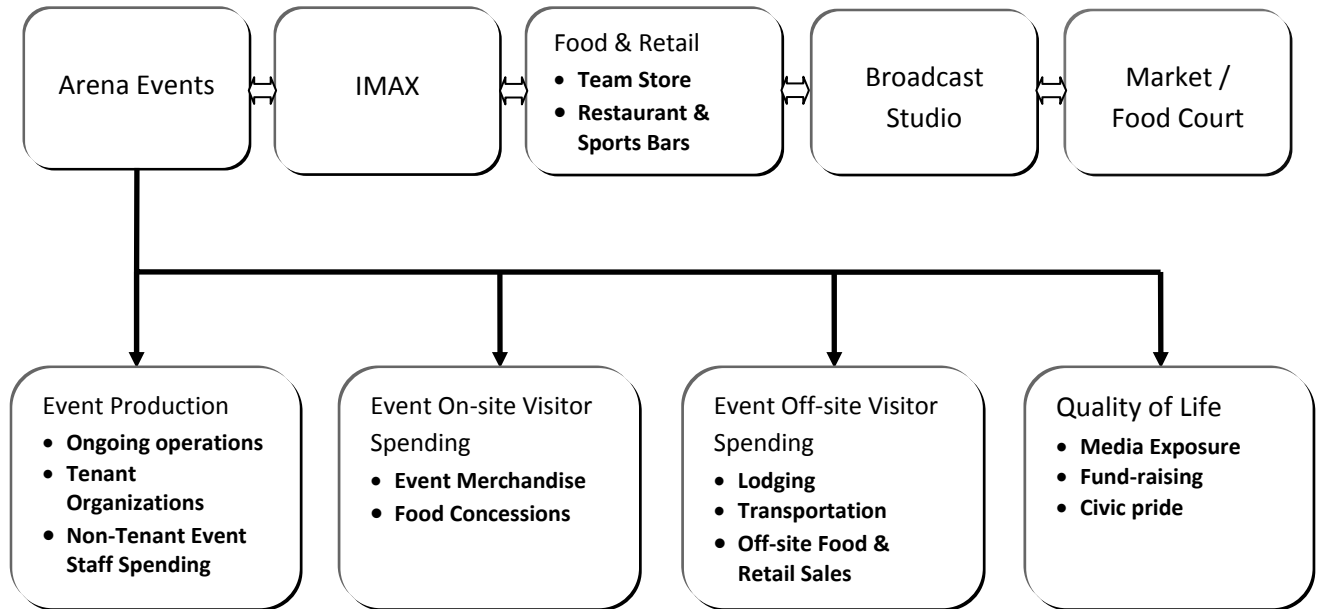 Arena Events
IMAX
Food & Retail
• Team Store
• Restaurant &
Sports Bars
Broadcast
Studio
Market /
Food Court
Event Production
• Ongoing operations
• Tenant
Organizations
• Non-Tenant Event
Staff Spending
Event On-site Visitor
Spending
• Event Merchandise
• Food Concessions
Event Off-site Visitor
Spending
• Lodging
• Transportation
• Off-site Food &
Retail Sales
Quality of Life
• Media Exposure
• Fund-raising
• Civic pride